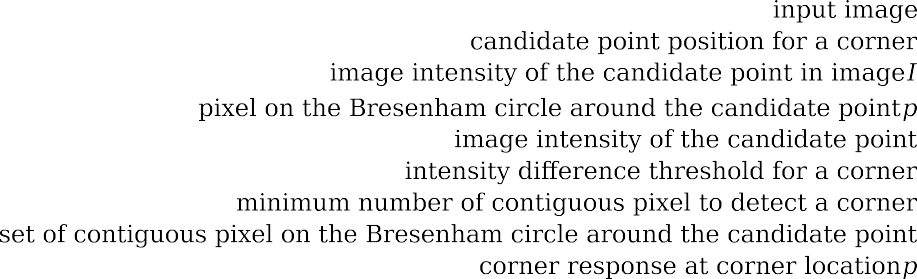 input image
candidate point position for a corner
image intensity of the candidate point in imageI
pixel on the Bresenham circle around the candidate pointp
image intensity of the candidate point
intensity difference threshold for a corner
minimum number of contiguous pixel to detect a corner
set of contiguous pixel on the Bresenham circle around the candidate point
corner response at corner locationp